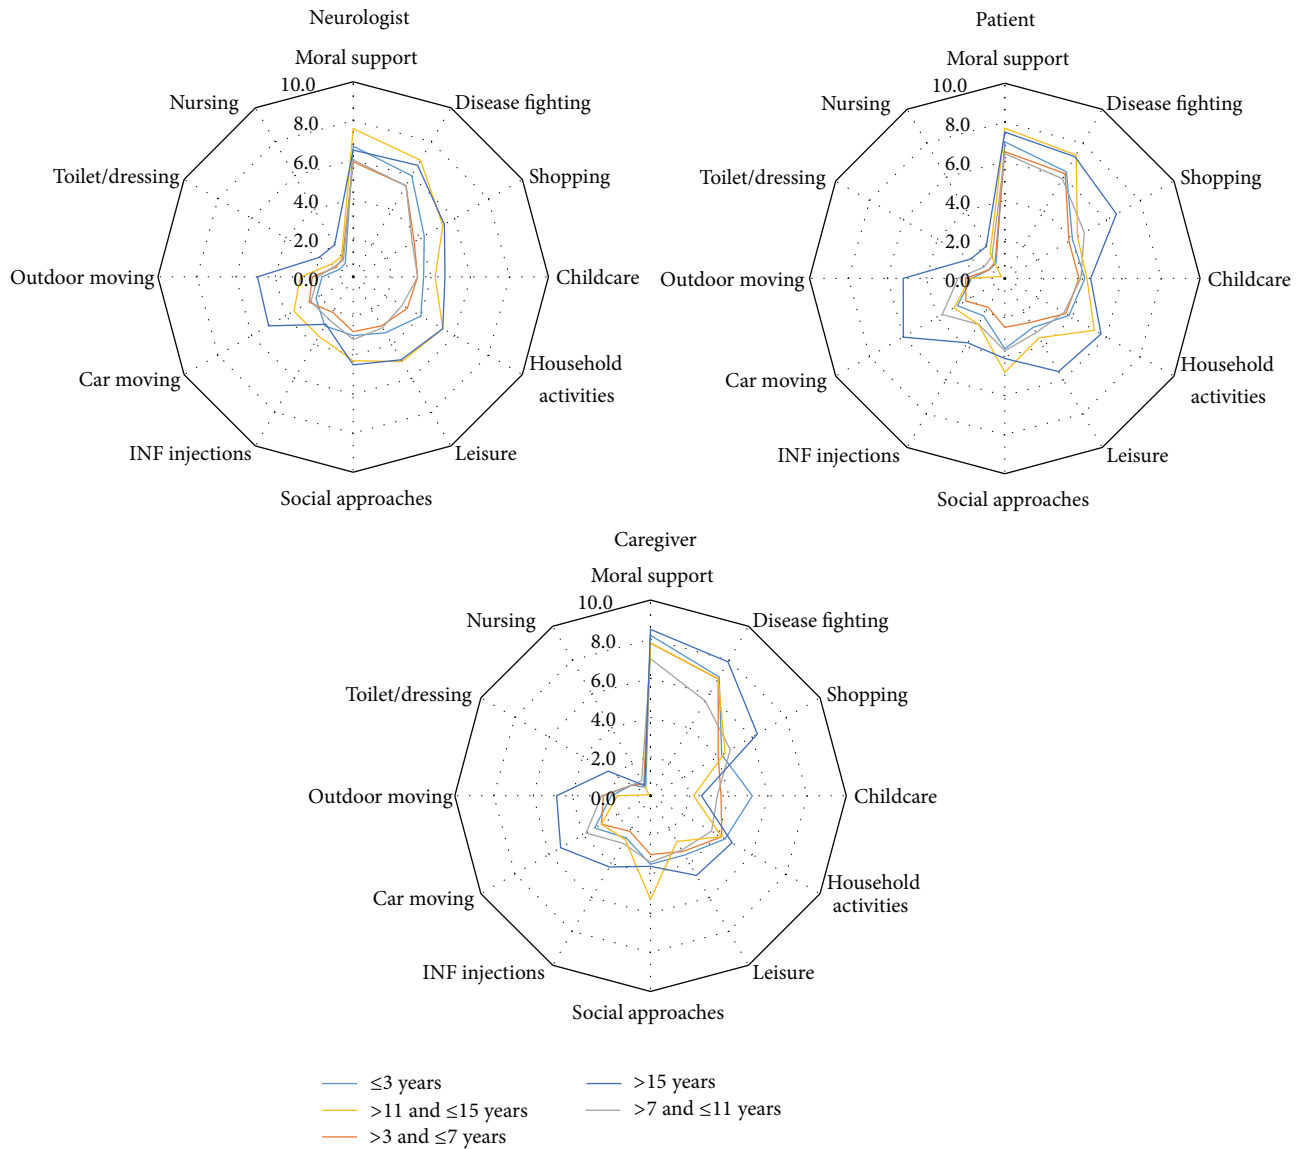 Neurologist
Moral support
10.0
Nursing
Disease fighting
8.0
6.0
Toilet/dressing
Shopping
4.0
2.0
Outdoor moving
0.0
Childcare
Car moving
Household
activities
INF injections
Leisure
Social approaches
Patient
Moral support
10.0
Nursing
Disease fighting
8.0
6.0
Toilet/dressing
Shopping
4.0
2.0
Outdoor moving
0.0
Childcare
Car moving
Household
activities
INF injections
Leisure
Social approaches
Caregiver
Moral support
10.0
Nursing
Disease fighting
8.0
6.0
Toilet/dressing
Shopping
4.0
2.0
Outdoor moving
0.0
Childcare
Car moving
Household
activities
INF injections
Leisure
Social approaches
≤3 years
>15 years
>11 and ≤15 years
>7 and ≤11 years
>3 and ≤7 years